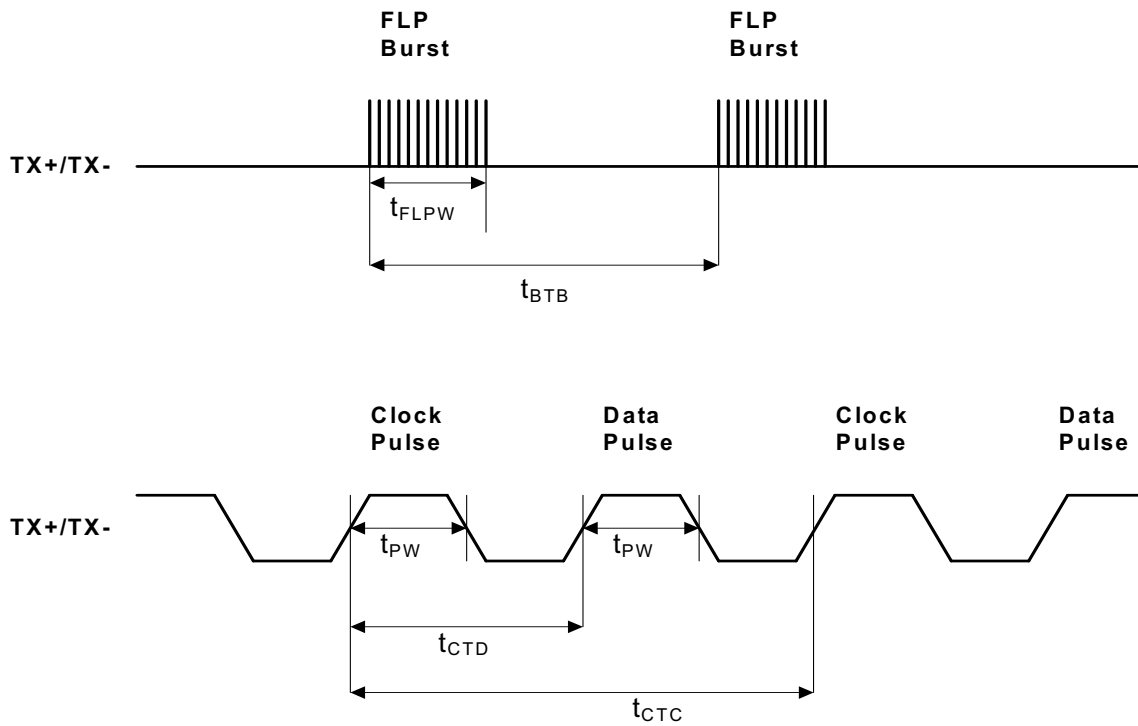 FLP
Burst
FLP
Burst
TX+/TX-
tFLPW
tBTB
Clock
Pulse
Data
Pulse
Clock
Pulse
Data
Pulse
TX+/TX-
tPW
tPW
tCTD
tCTC